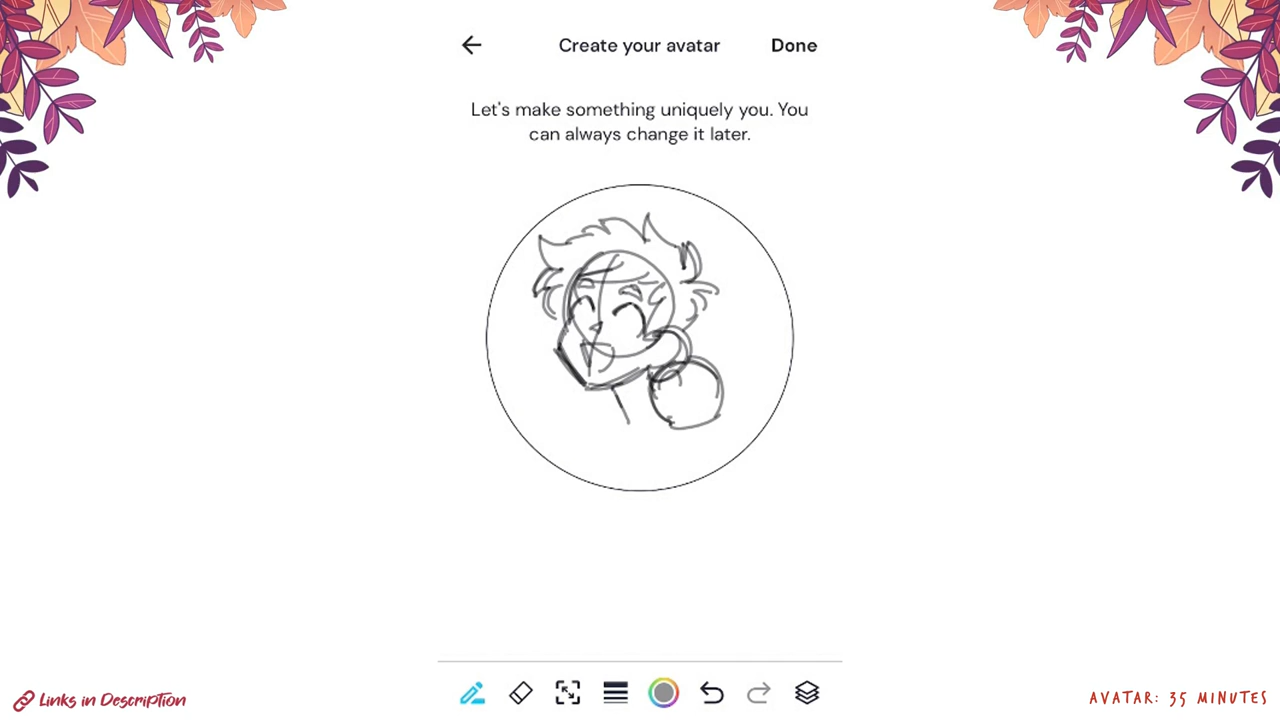 Create your avatar
Done
Let's make something uniquely you. You
can always change it later.
Links in Description
AVATAR: 35 MINUTES